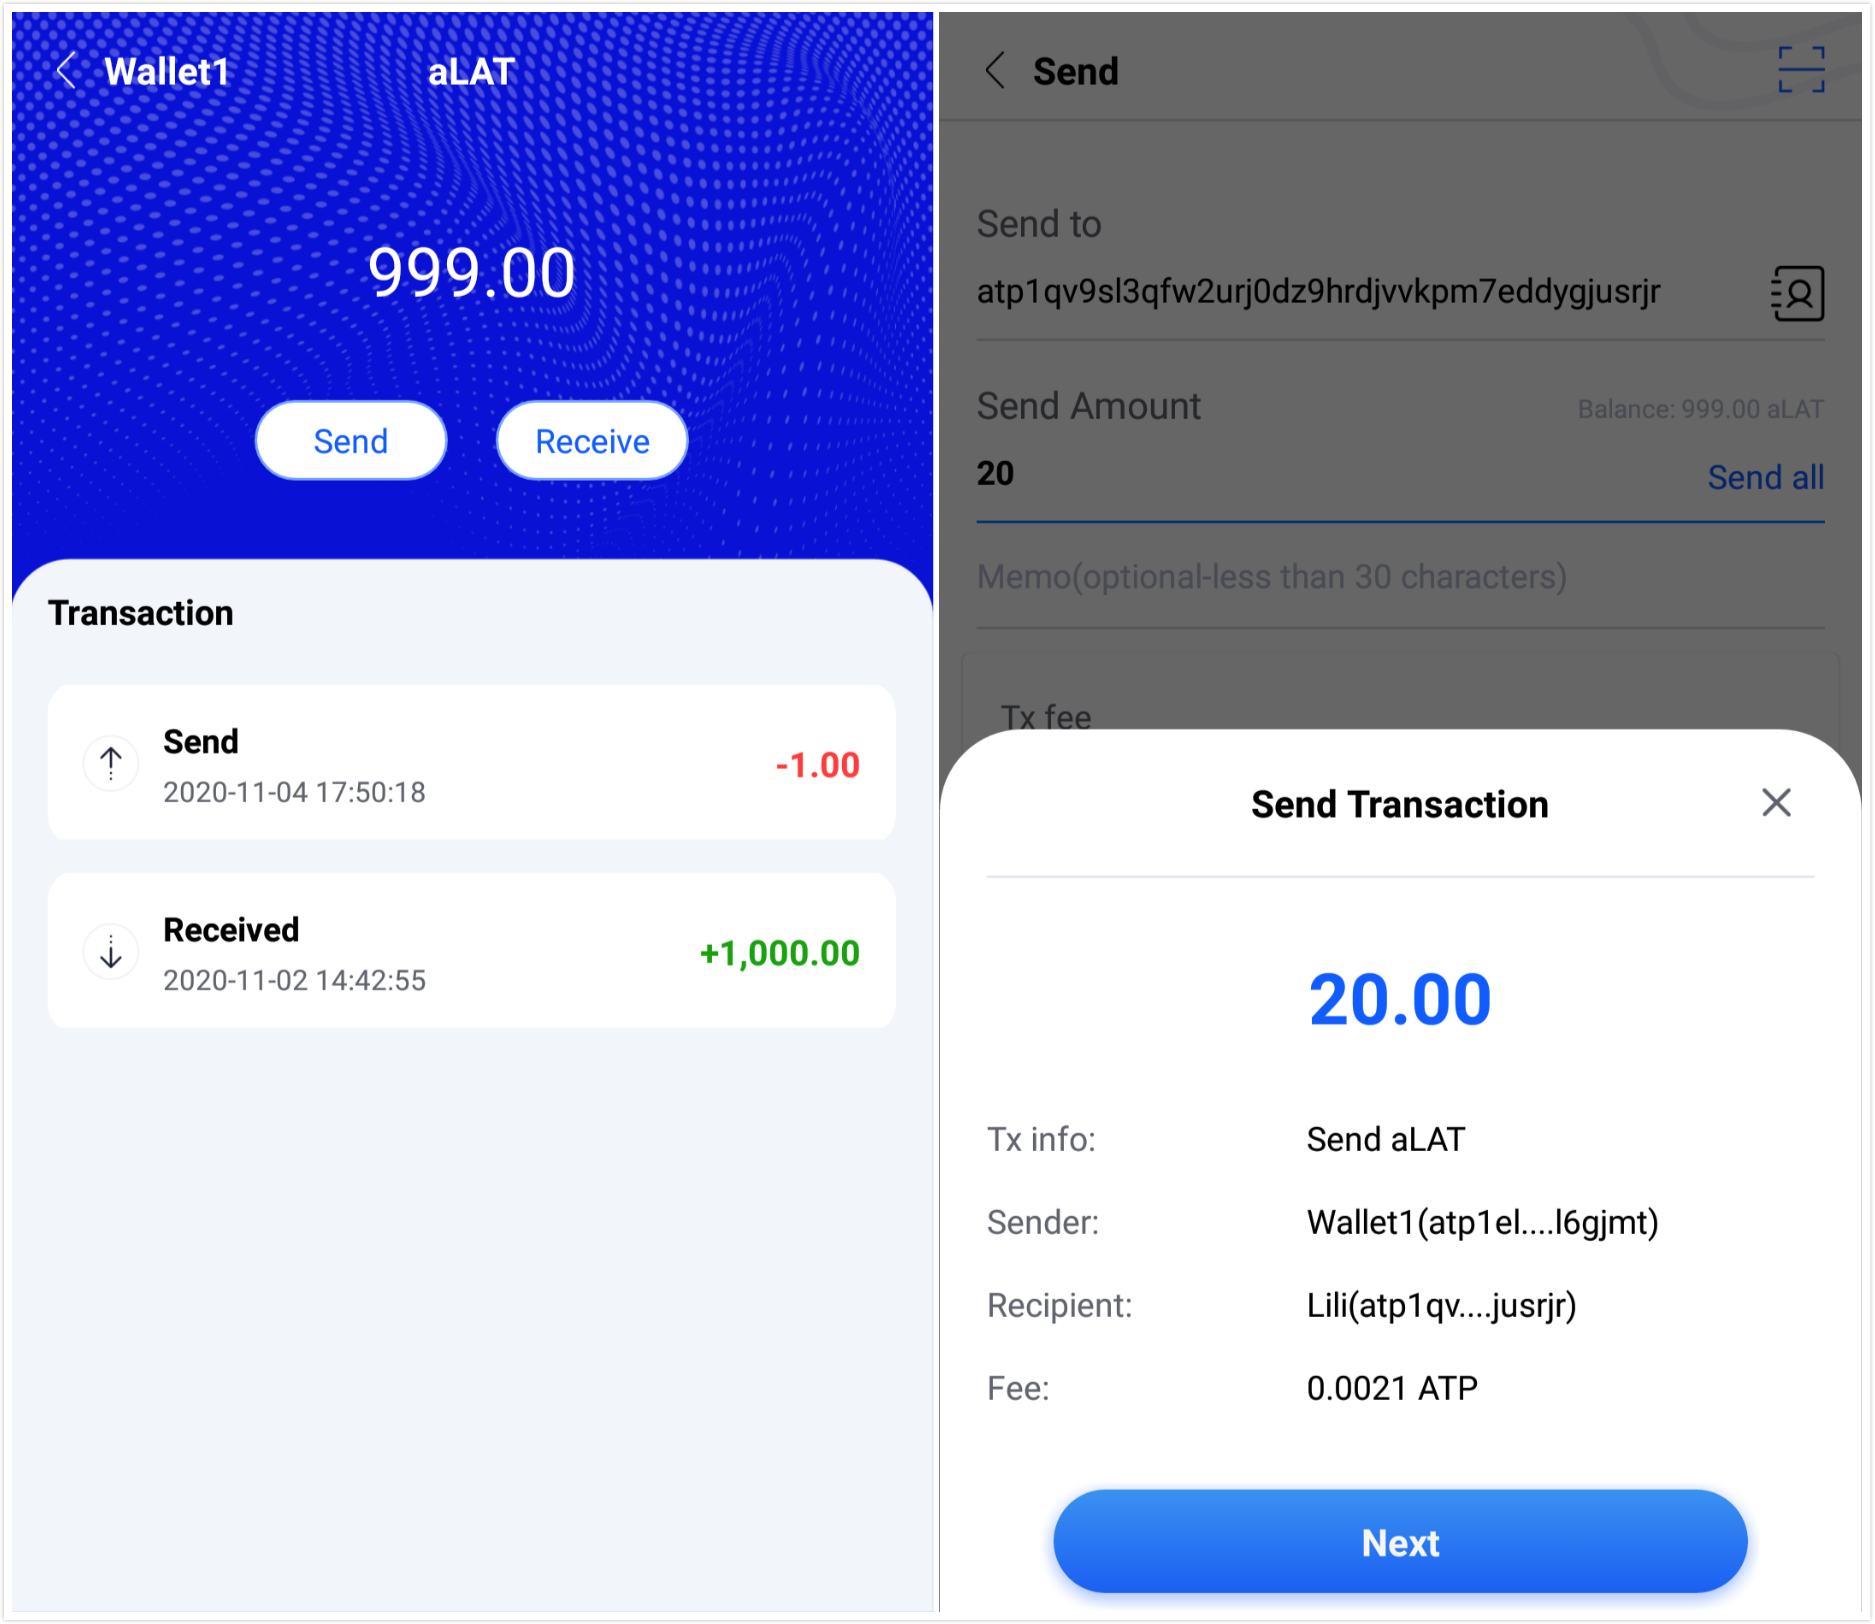 Wallet1
aLAT
999.00
Send
Receive
Transaction
Send
2020-11-04 17:50:18
-1.00
Received
2020-11-02 14:42:55
+1,000.00
Send
Send to
atp1qv9sl3qfw2urj0dz9hrdjvvkpm7eddygjusrjr
Send Amount
Balance: 999.00 aLAT
20
Send all
Memo(optional-less than 30 characters)
Tx fee
Send Transaction
20.00
Tx info: Send aLAT
Sender: Wallet1(atp1el....l6gjmt)
Recipient: Lili(atp1qv....jusrjr)
Fee: 0.0021 ATP
Next